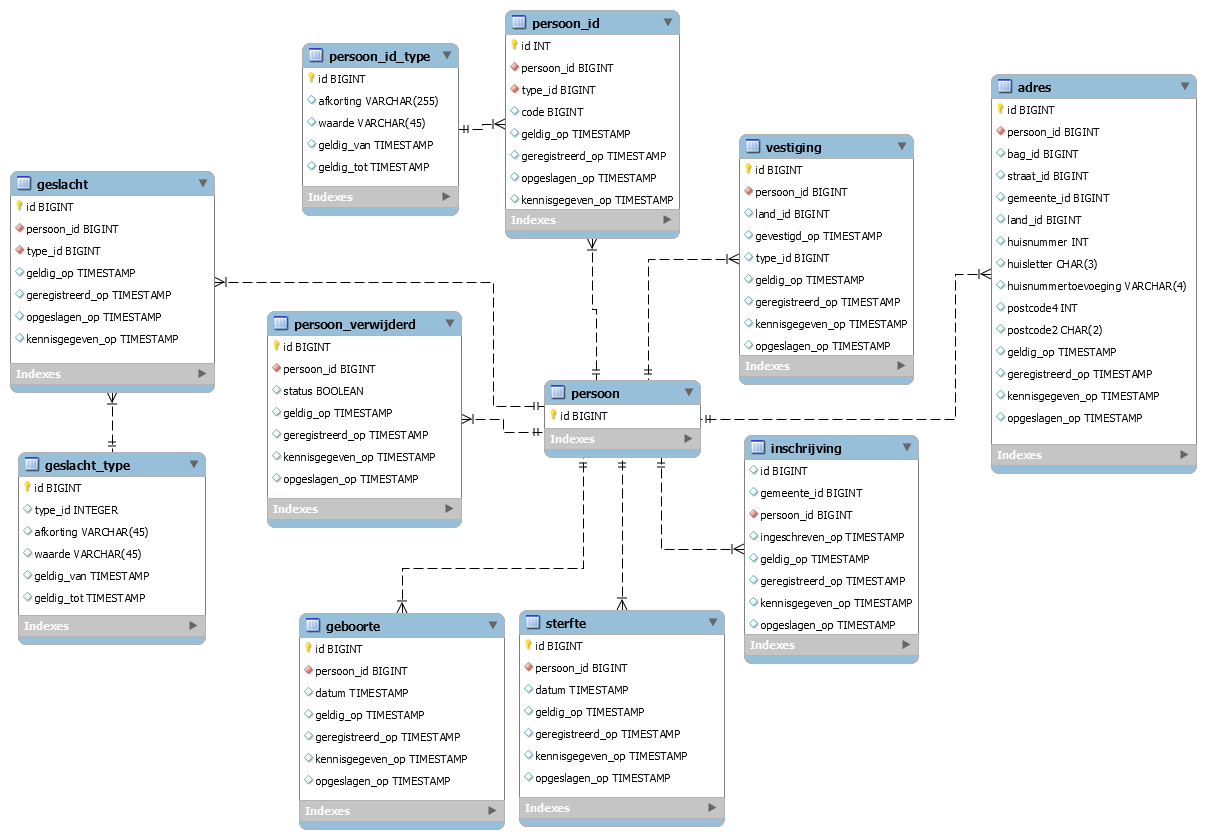 persoon_id
id INT
persoon_id BIGINT
type_id BIGINT
code BIGINT
geldig_op TIMESTAMP
geregistreerd_op TIMESTAMP
opgeslagen_op TIMESTAMP
kennisgegeven_op TIMESTAMP
Indexes
persoon_id_type
id BIGINT
afkorting VARCHAR(255)
waarde VARCHAR(45)
geldig_van TIMESTAMP
geldig_tot TIMESTAMP
Indexes
adres
id BIGINT
persoon_id BIGINT
bag_id BIGINT
straat_id BIGINT
gemeente_id BIGINT
land_id BIGINT
huisnummer INT
huisletter CHAR(3)
huisnummertoevoeging VARCHAR(4)
postcode4 INT
postcode2 CHAR(2)
geldig_op TIMESTAMP
geregistreerd_op TIMESTAMP
kennisgegeven_op TIMESTAMP
opgeslagen_op TIMESTAMP
Indexes
vestiging
id BIGINT
persoon_id BIGINT
land_id BIGINT
gevestigd_op TIMESTAMP
type_id BIGINT
geldig_op TIMESTAMP
geregistreerd_op TIMESTAMP
kennisgegeven_op TIMESTAMP
opgeslagen_op TIMESTAMP
Indexes
geslacht
id BIGINT
persoon_id BIGINT
type_id BIGINT
geldig_op TIMESTAMP
geregistreerd_op TIMESTAMP
opgeslagen_op TIMESTAMP
kennisgegeven_op TIMESTAMP
Indexes
persoon_verwijderd
id BIGINT
persoon_id BIGINT
status BOOLEAN
geldig_op TIMESTAMP
geregistreerd_op TIMESTAMP
kennisgegeven_op TIMESTAMP
opgeslagen_op TIMESTAMP
Indexes
persoon
id BIGINT
Indexes
inschrijving
id BIGINT
gemeente_id BIGINT
persoon_id BIGINT
ingeschreven_op TIMESTAMP
geldig_op TIMESTAMP
geregistreerd_op TIMESTAMP
kennisgegeven_op TIMESTAMP
opgeslagen_op TIMESTAMP
Indexes
geslacht_type
id BIGINT
type_id INTEGER
afkorting VARCHAR(45)
waarde VARCHAR(45)
geldig_van TIMESTAMP
geldig_tot TIMESTAMP
Indexes
geboorte
id BIGINT
persoon_id BIGINT
datum TIMESTAMP
geldig_op TIMESTAMP
geregistreerd_op TIMESTAMP
kennisgegeven_op TIMESTAMP
opgeslagen_op TIMESTAMP
Indexes
sterfte
id BIGINT
persoon_id BIGINT
datum TIMESTAMP
geldig_op TIMESTAMP
geregistreerd_op TIMESTAMP
kennisgegeven_op TIMESTAMP
opgeslagen_op TIMESTAMP
Indexes